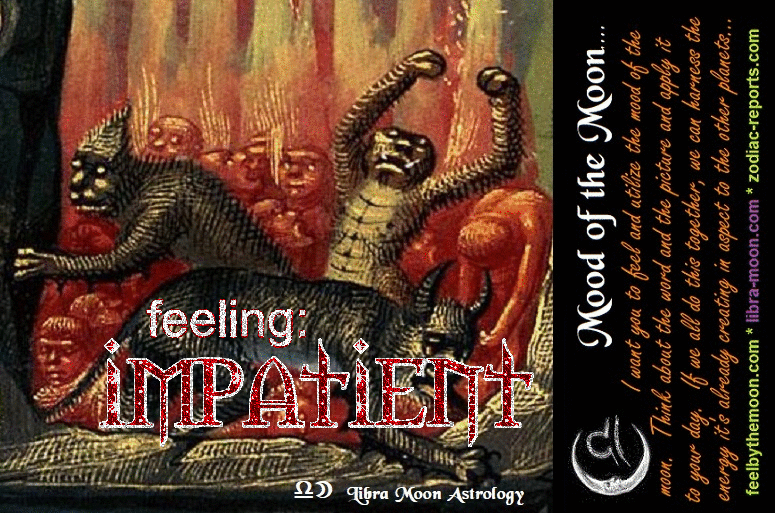 feeling:
iMPAtiENt
♎☽ Libra Moon Astrology
Mood of the Moon....
I want you to feel and utilize the mood of the
moon. Think about the word and the picture and apply it
to your day. If we all do this together, we can harness the
energy it's already creating in aspect to the other planets...
feelbythemoon.com * libra-moon.com * zodiac-reports.com